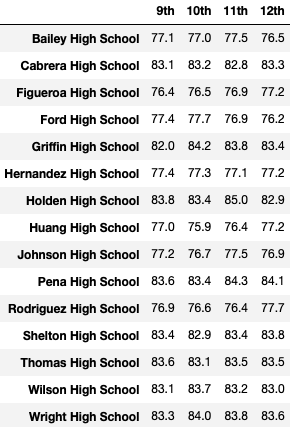 9th 10th 11th 12th
Bailey High School 77.1 77.0 77.5 76.5
Cabrera High School 83.1 83.2 82.8 83.3
Figueroa High School 76.4 76.5 76.9 77.2
Ford High School 77.4 77.7 76.9 76.2
Griffin High School 82.0 84.2 83.8 83.4
Hernandez High School 77.4 77.3 77.1 77.2
Holden High School 83.8 83.4 85.0 82.9
Huang High School 77.0 75.9 76.4 77.2
Johnson High School 77.2 76.7 77.5 76.9
Pena High School 83.6 83.4 84.3 84.1
Rodriguez High School 76.9 76.6 76.4 77.7
Shelton High School 83.4 82.9 83.4 83.8
Thomas High School 83.6 83.1 83.5 83.5
Wilson High School 83.1 83.7 83.2 83.0
Wright High School 83.3 84.0 83.8 83.6